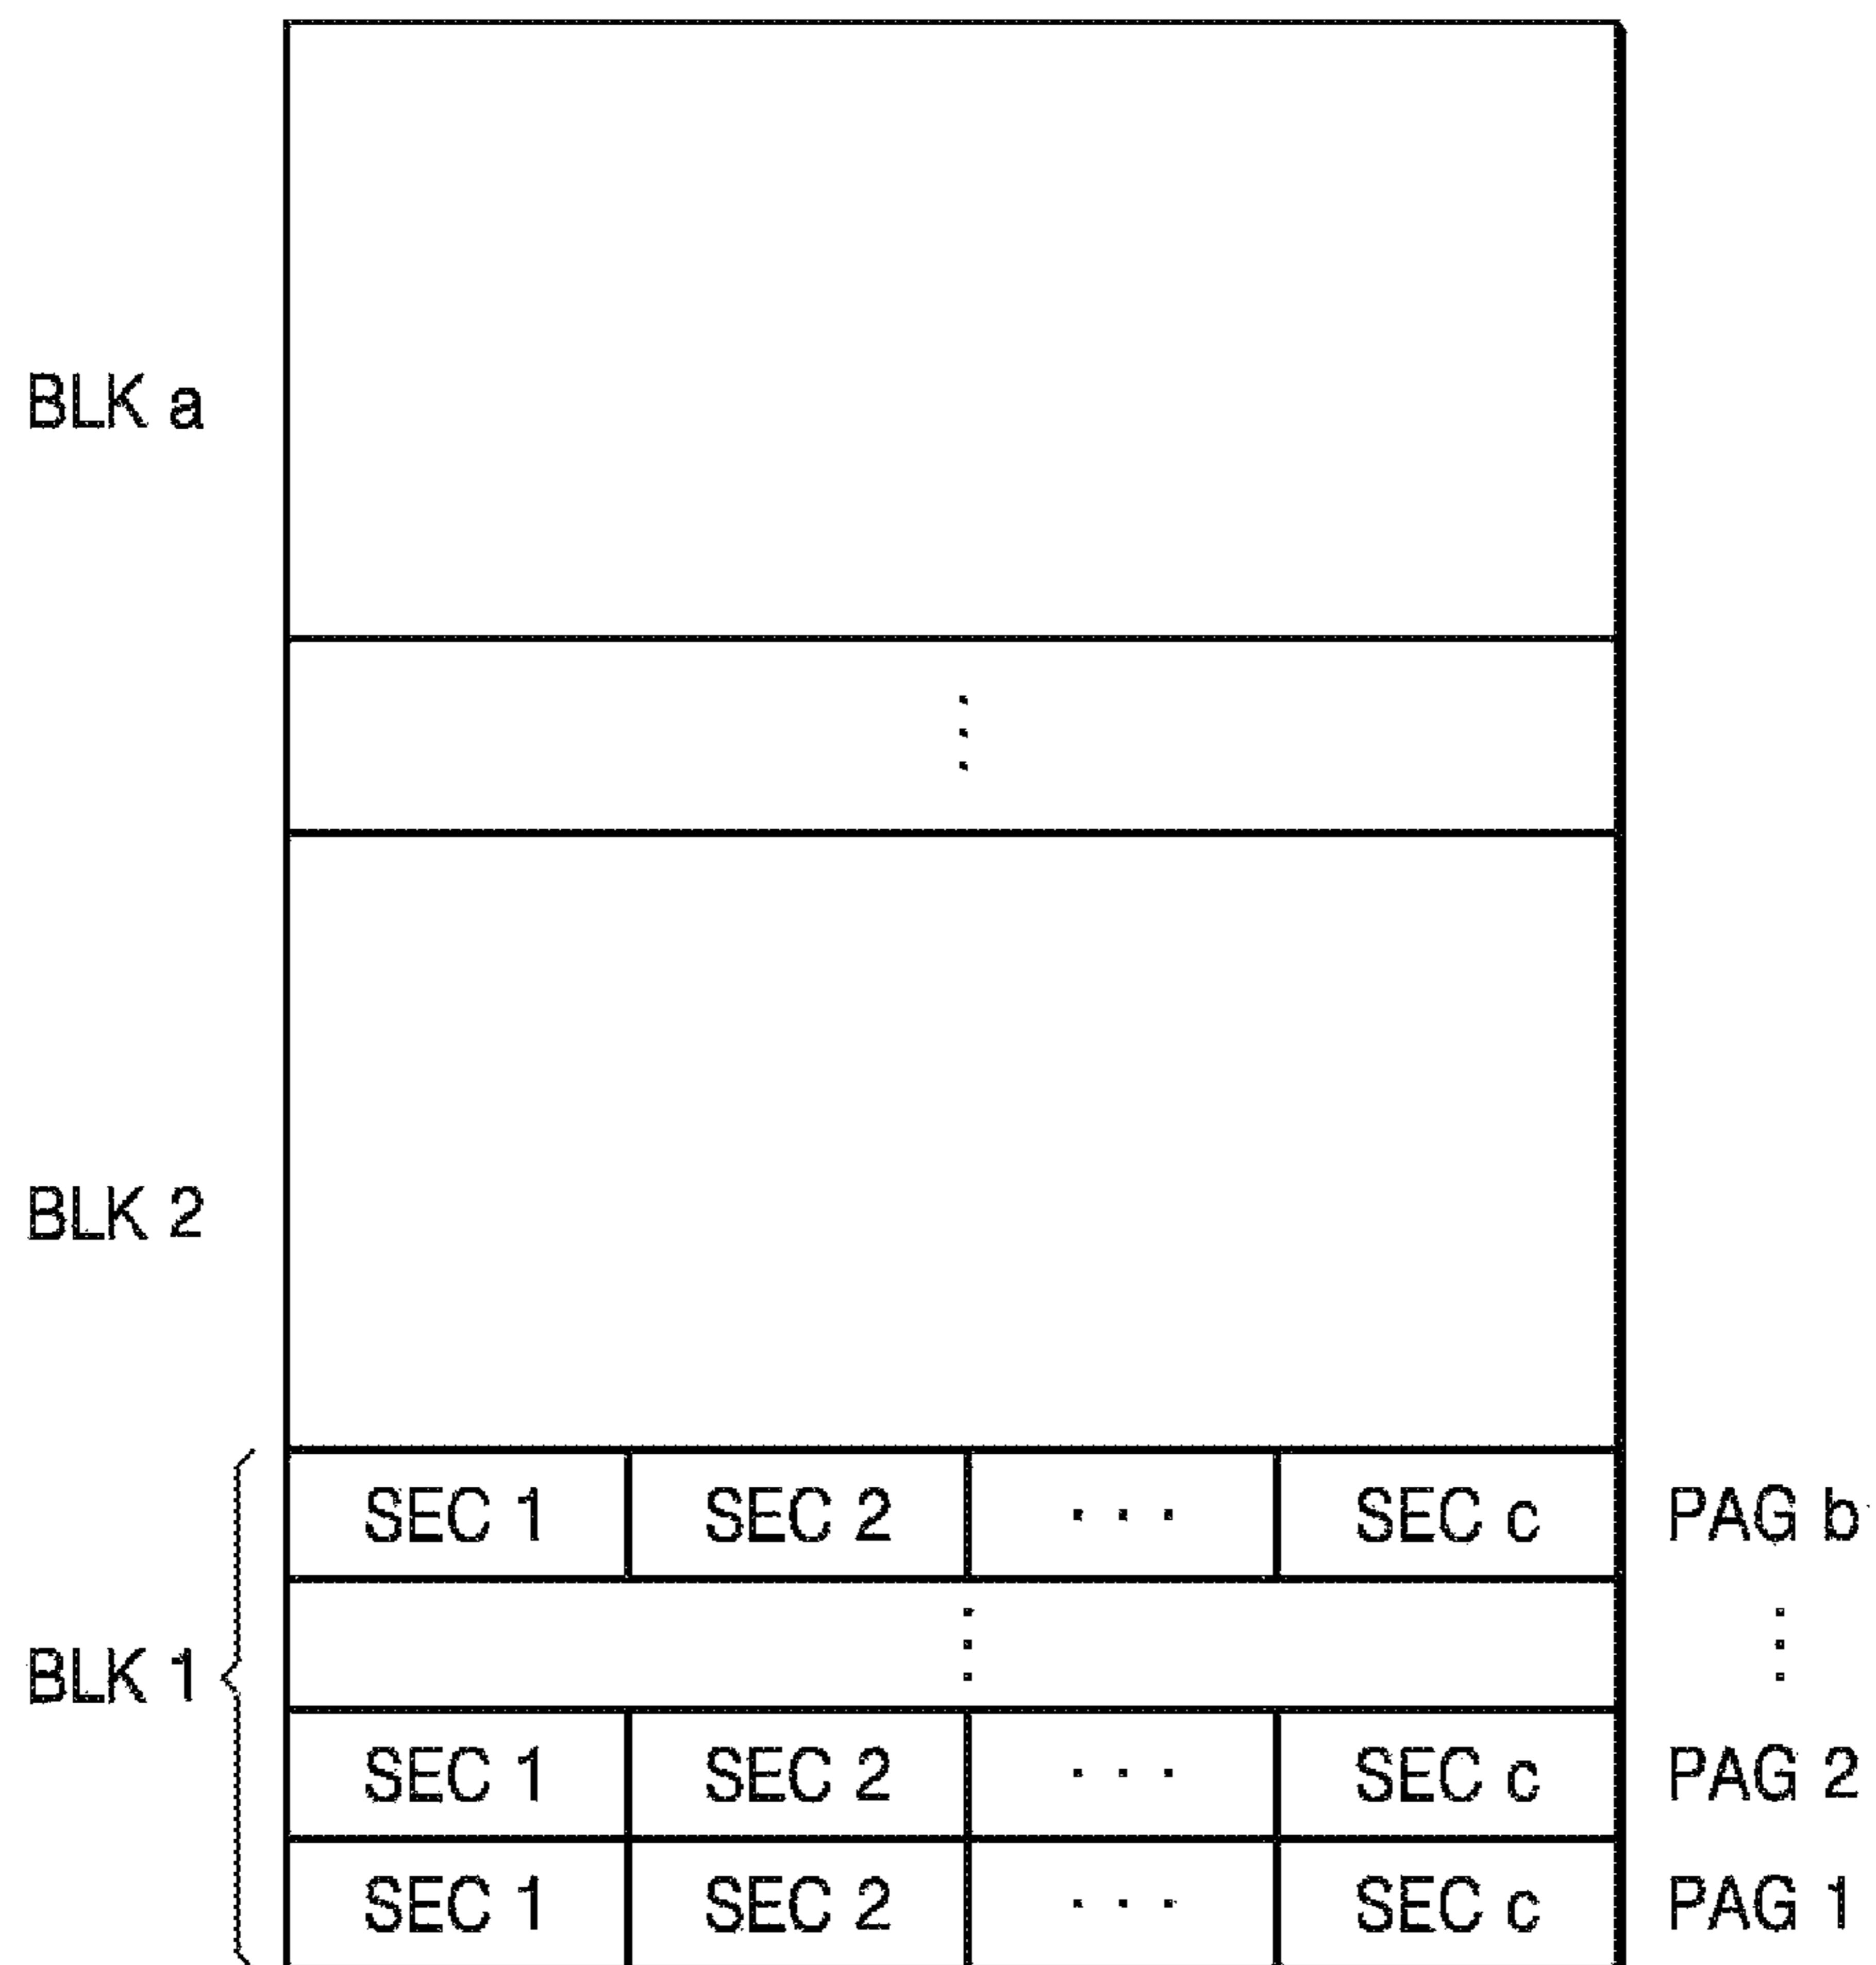 BLK a
⋮
BLK 2
SEC 1 SEC 2 ··· SEC c PAG b
BLK 1 ⋮ ⋮
SEC 1 SEC 2 ··· SEC c PAG 2
SEC 1 SEC 2 ··· SEC c PAG 1